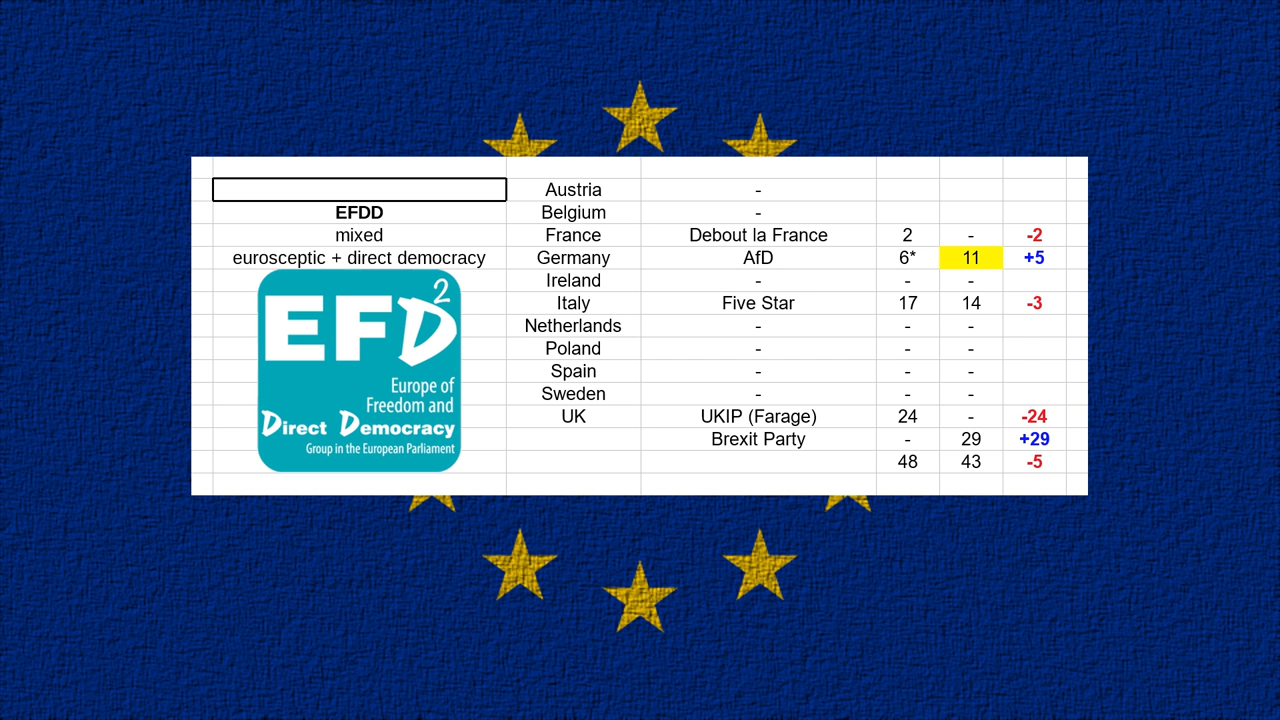 Austria -
EFDD Belgium -
mixed France Debout la France 2 - -2
eurosceptic + direct democracy Germany AfD 6* 11 +5
Ireland - - -
Italy Five Star 17 14 -3
Netherlands - - -
Poland - - -
Spain - - -
Sweden - - -
UK UKIP (Farage) 24 - -24
Brexit Party - 29 +29
48 43 -5
EFD2
Europe of
Freedom and
Direct Democracy
Group in the European Parliament